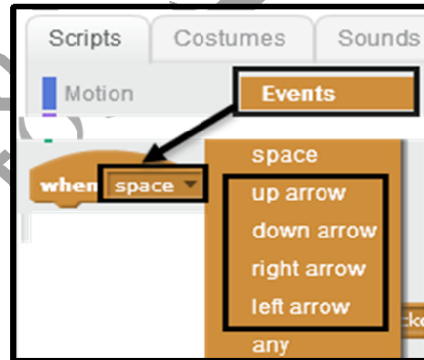 Scripts Costumes Sounds
Motion Events
when space
space
up arrow
down arrow
right arrow
left arrow
any